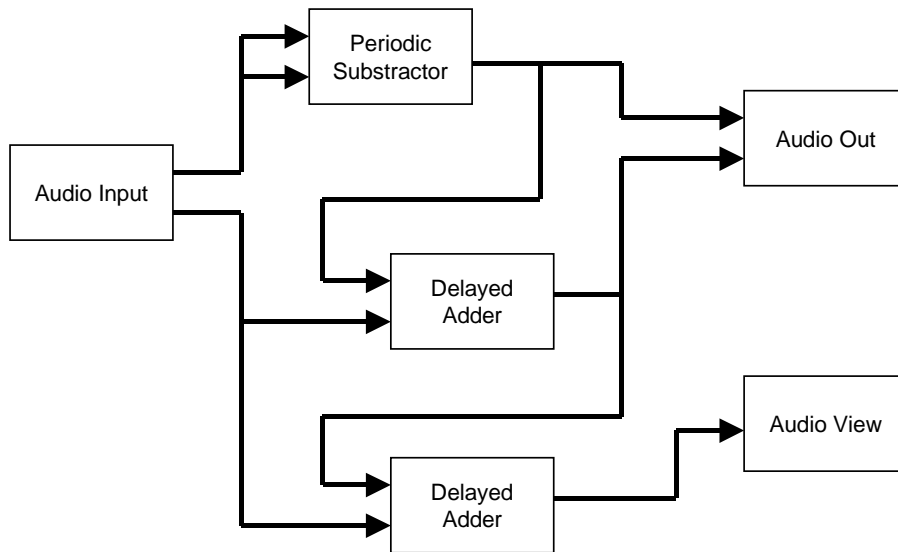 Periodic
Substractor
Audio Out
Audio Input
Delayed
Adder
Audio View
Delayed
Adder